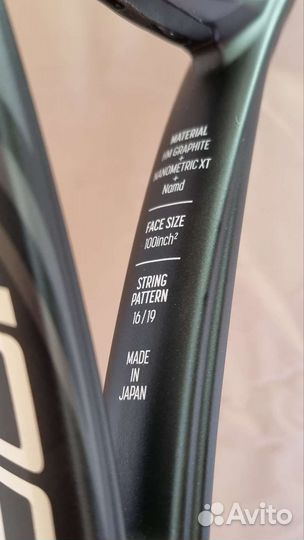 MATERIAL
HM GRAPHITE
+
NANOMETRIC XT
+
Namd
FACE SIZE
100inch²
STRING
PATTERN
16/19
MADE
IN
JAPAN
Avito